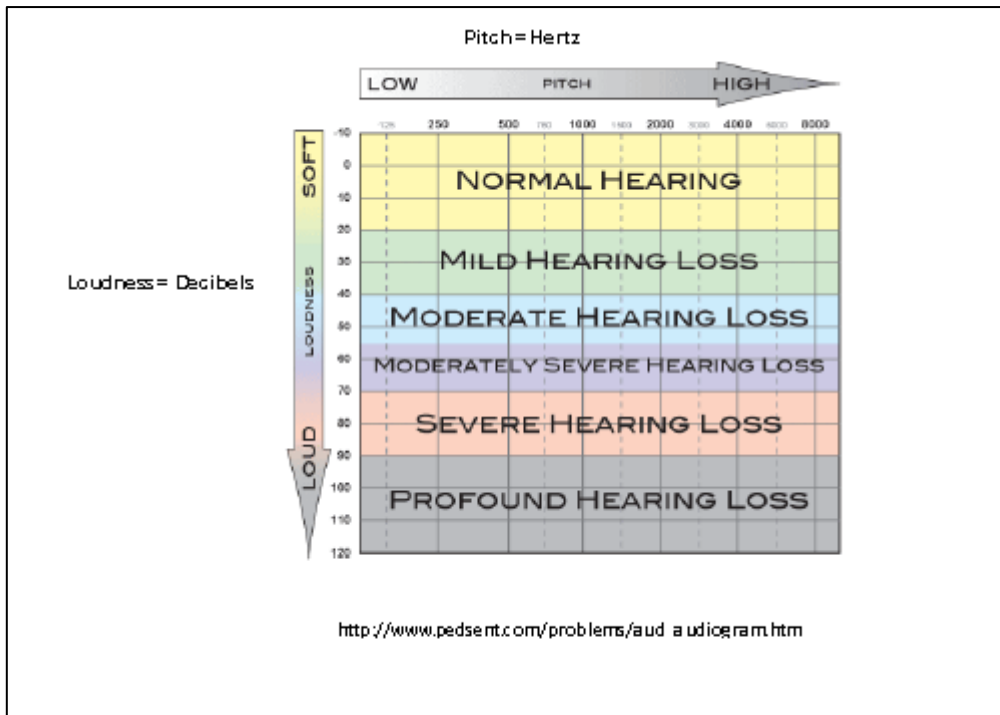 Pitch= Hertz
LOW PITCH HIGH
125 250 500 750 1000 1500 2000 3000 4000 6000 8000
SOFT
LOUDNESS
LOUD
Loudness= Decibels
-10
0
10
20
30
40
50
60
70
80
90
100
110
120
NORMAL HEARING
MILD HEARING LOSS
MODERATE HEARING LOSS
MODERATELY SEVERE HEARING LOSS
SEVERE HEARING LOSS
PROFOUND HEARING LOSS
http://www.pedsent.com/problems/aud audiogram.htm